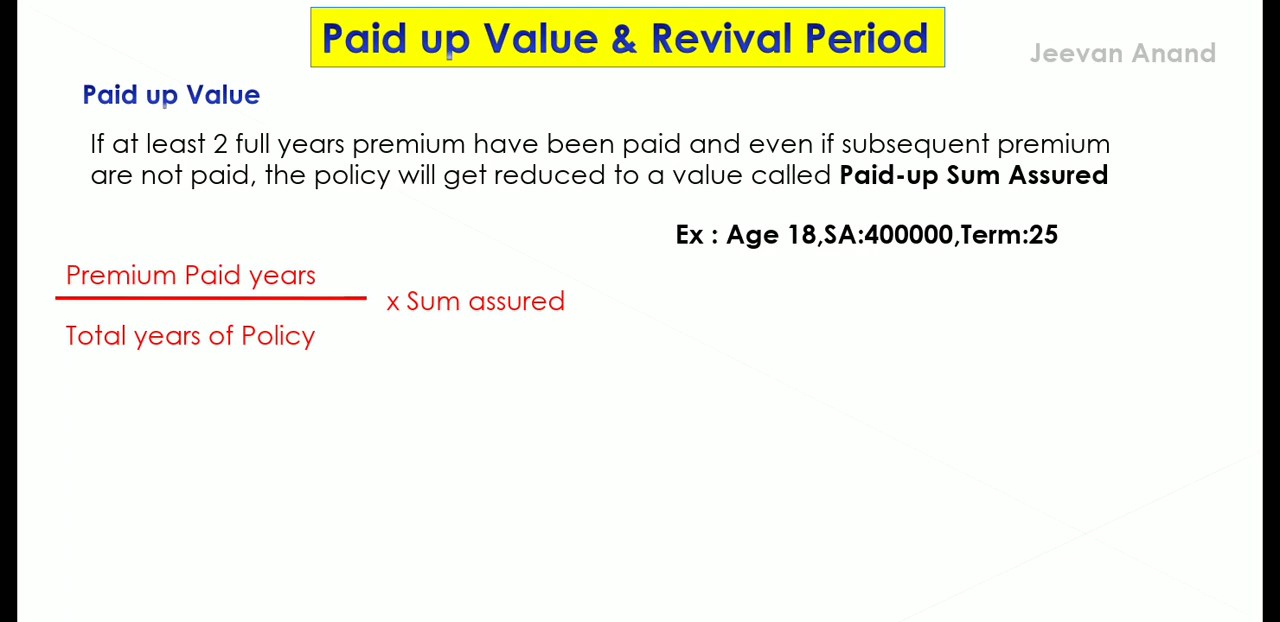 Paid up Value & Revival Period
Jeevan Anand
Paid up Value
If at least 2 full years premium have been paid and even if subsequent premium
are not paid, the policy will get reduced to a value called Paid-up Sum Assured
Ex : Age 18,SA:400000,Term:25
Premium Paid years
x Sum assured
Total years of Policy